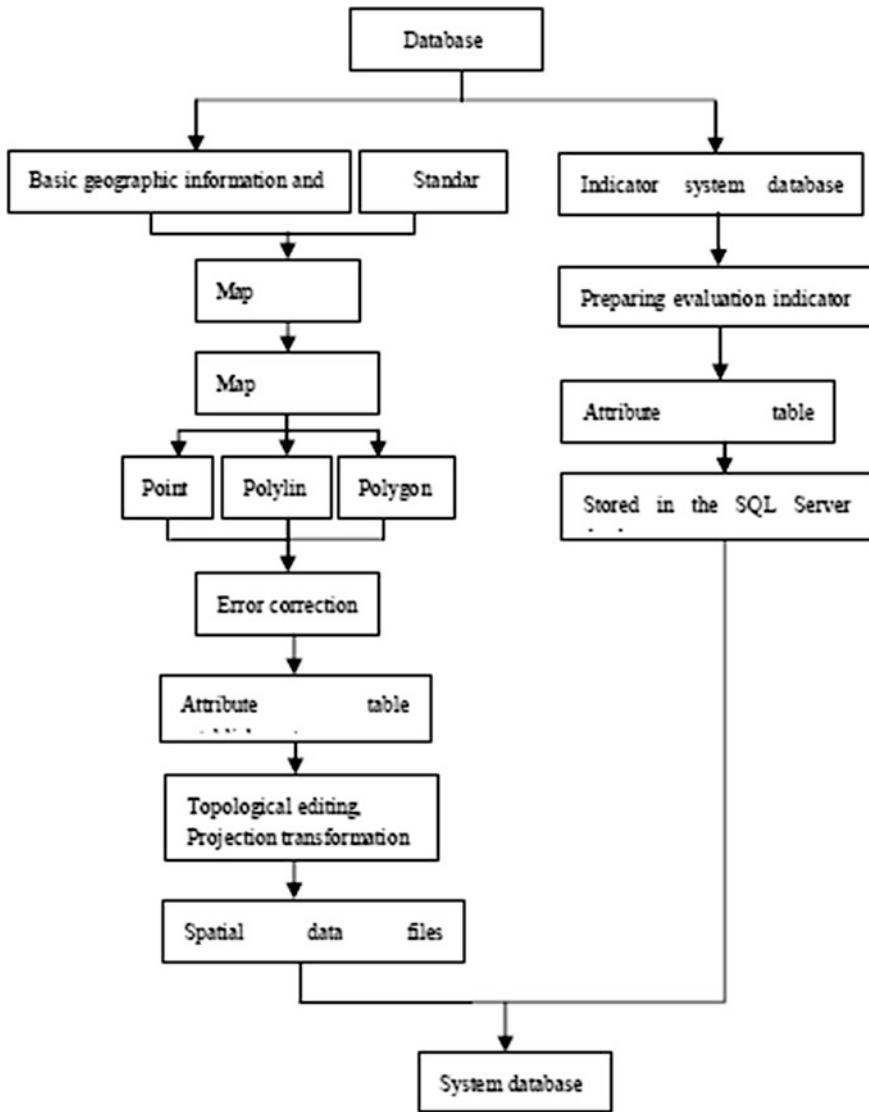 Database
Basic geographic information and
Standar
Indicator system database
Map
Preparing evaluation indicator
Map
Attribute table
Point
Polylin
Polygon
Stored in the SQL Server
Error correction
Attribute table
Topological editing,
Projection transformation
Spatial data files
System database